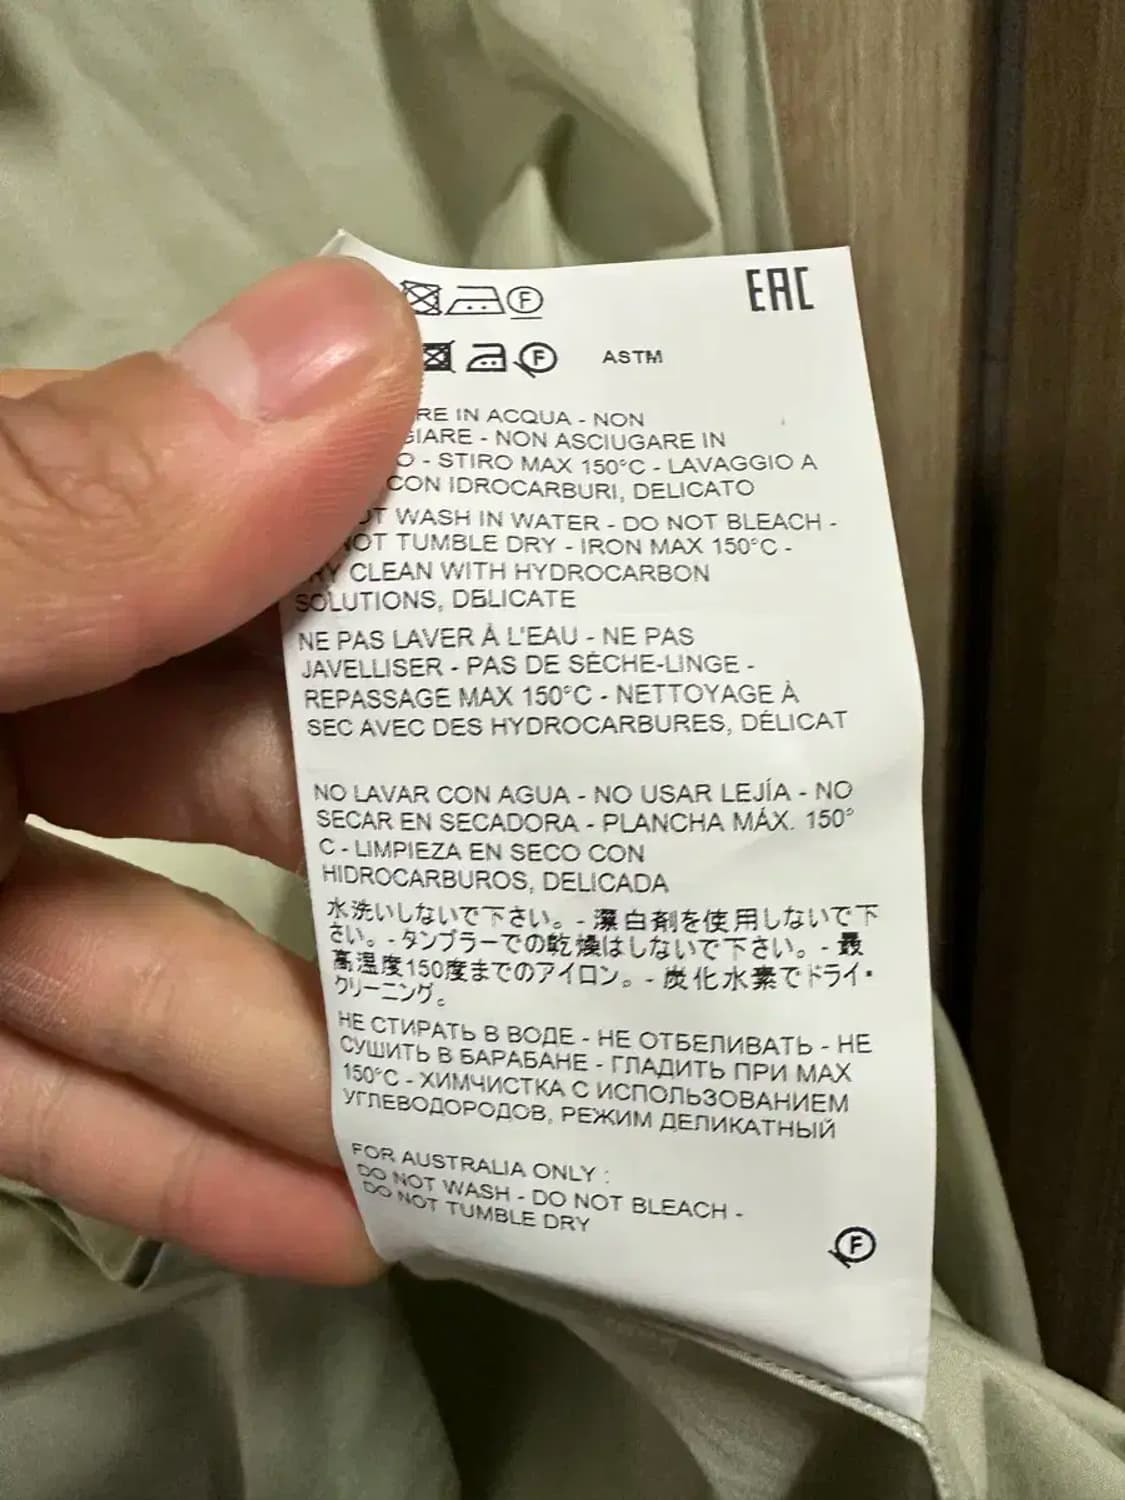 F
EAC
F
ASTM
IN ACQUA - NON
- NON ASCIUGARE IN
- STIRO MAX 150°C - LAVAGGIO A
CON IDROCARBURI, DELICATO
WASH IN WATER - DO NOT BLEACH -
NOT TUMBLE DRY - IRON MAX 150°C -
CLEAN WITH HYDROCARBON
SOLUTIONS, DELICATE
NE PAS LAVER À L'EAU - NE PAS
JAVELLISER - PAS DE SÈCHE-LINGE -
REPASSAGE MAX 150°C - NETTOYAGE À
SEC AVEC DES HYDROCARBURES, DÉLICAT
NO LAVAR CON AGUA - NO USAR LEJÍA - NO
SECAR EN SECADORA - PLANCHA MÁX. 150°
C - LIMPIEZA EN SECO CON
HIDROCARBUROS, DELICADA
水洗いしないで下さい。- 漂白剤を使用しないで下
さい。- タンブラーでの乾燥はしないで下さい。- 最
高温度150度までのアイロン。- 炭化水素でドライ・
クリーニング。
НЕ СТИРАТЬ В ВОДЕ - НЕ ОТБЕЛИВАТЬ - НЕ
СУШИТЬ В БАРАБАНЕ - ГЛАДИТЬ ПРИ MAX
150°C - ХИМЧИСТКА С ИСПОЛЬЗОВАНИЕМ
УГЛЕВОДОРОДОВ, РЕЖИМ ДЕЛИКАТНЫЙ
FOR AUSTRALIA ONLY :
DO NOT WASH - DO NOT BLEACH -
DO NOT TUMBLE DRY
F